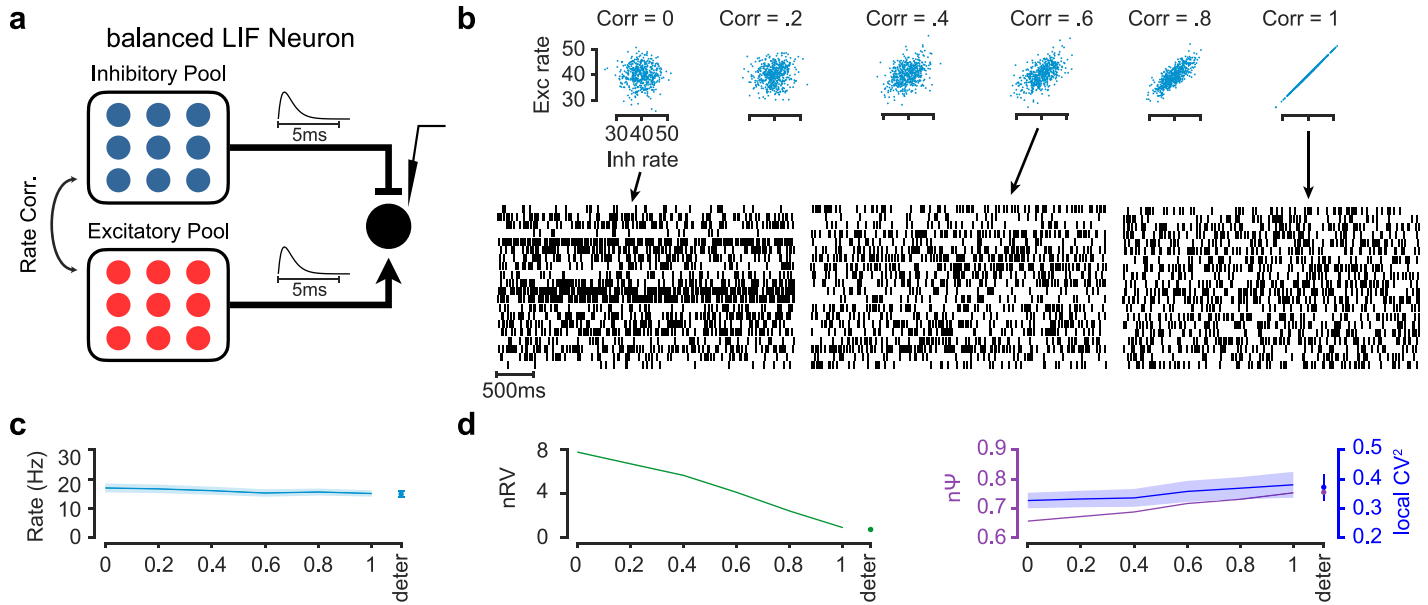 a
balanced LIF Neuron
Inhibitory Pool
5ms
Rate Corr.
Excitatory Pool
5ms
b
Corr = 0
Corr = .2
Corr = .4
Corr = .6
Corr = .8
Corr = 1
Exc rate
50
40
30
30 40 50
Inh rate
500ms
c
Rate (Hz)
30
20
10
0
0 0.2 0.4 0.6 0.8 1 deter
d
nRV
8
4
0
0 0.2 0.4 0.6 0.8 1 deter
nΨ
0.9
0.8
0.7
0.6
0 0.2 0.4 0.6 0.8 1 deter
0.5
0.4
0.3
0.2
local CV²